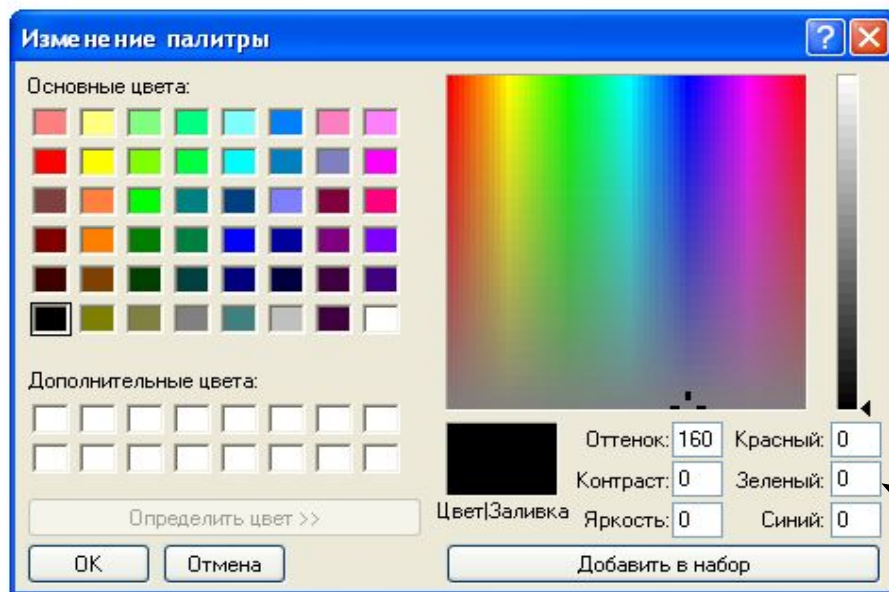 Изменение палитры
Основные цвета:
Дополнительные цвета:
Определить цвет >>
ОК Отмена
Цвет|Заливка
Оттенок: 160 Красный: 0
Контраст: 0 Зеленый: 0
Яркость: 0 Синий: 0
Добавить в набор